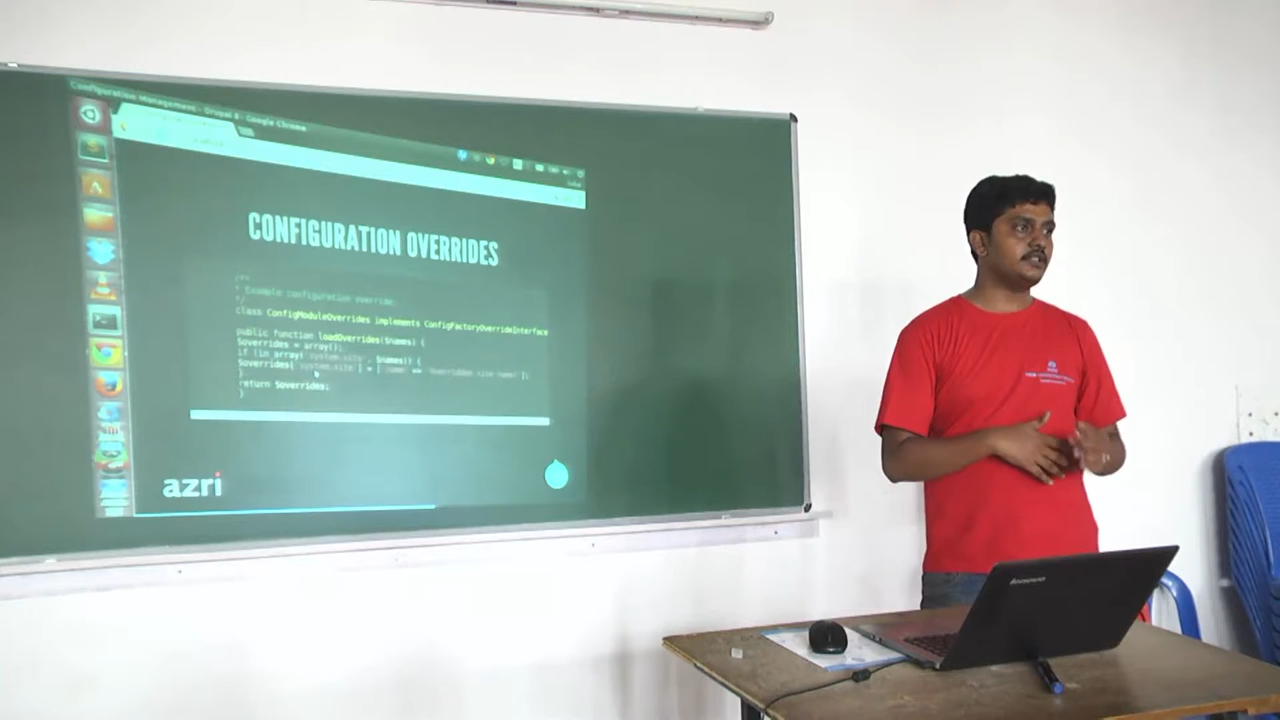 Configuration Management - Drupal 8 - Google Chrome
CONFIGURATION OVERRIDES
/**
* Example configuration override.
*/
class ConfigModuleOverrides implements ConfigFactoryOverrideInterface
public function loadOverrides($names) {
$overrides = array();
if (in_array('system.site', $names)) {
$overrides['system.site'] = ['name' => 'Overridden site name!'];
}
return $overrides;
}
azri
lenovo